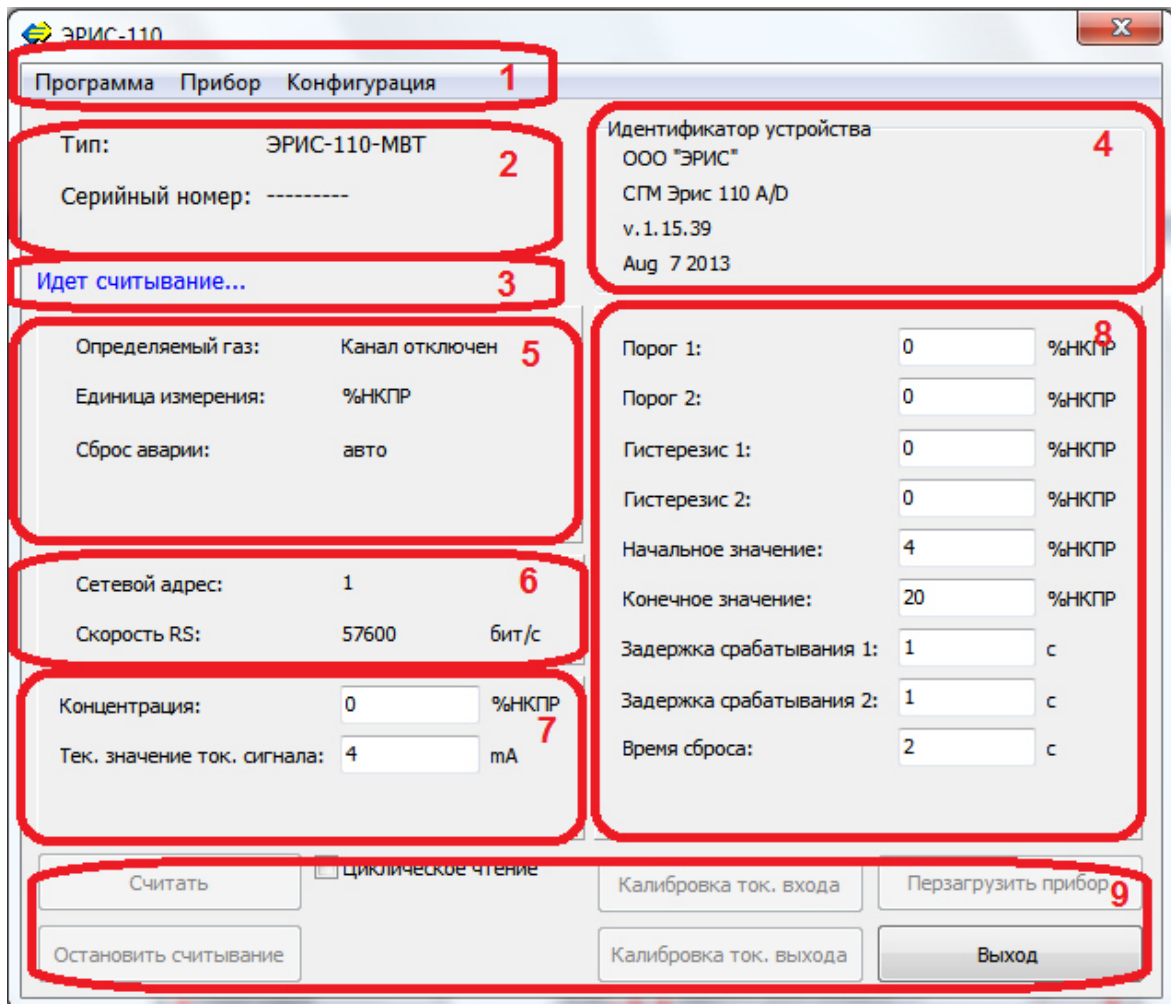 ЭРИС-110
Программа Прибор Конфигурация 1
Тип: ЭРИС-110-МВТ 2
Серийный номер: ---------
Идет считывание... 3
Идентификатор устройства 4
ООО "ЭРИС"
СГМ Эрис 110 A/D
v.1.15.39
Aug 7 2013
Определяемый газ: Канал отключен 5
Единица измерения: %НКПР
Сброс аварии: авто
Сетевой адрес: 1 6
Скорость RS: 57600 бит/с
Концентрация: 0 %НКПР 7
Тек. значение ток. сигнала: 4 mA
8
Порог 1: 0 %НКПР
Порог 2: 0 %НКПР
Гистерезис 1: 0 %НКПР
Гистерезис 2: 0 %НКПР
Начальное значение: 4 %НКПР
Конечное значение: 20 %НКПР
Задержка срабатывания 1: 1 с
Задержка срабатывания 2: 1 с
Время сброса: 2 с
Считать Циклическое чтение Калибровка ток. входа Перзагрузить прибор 9
Остановить считывание Калибровка ток. выхода Выход